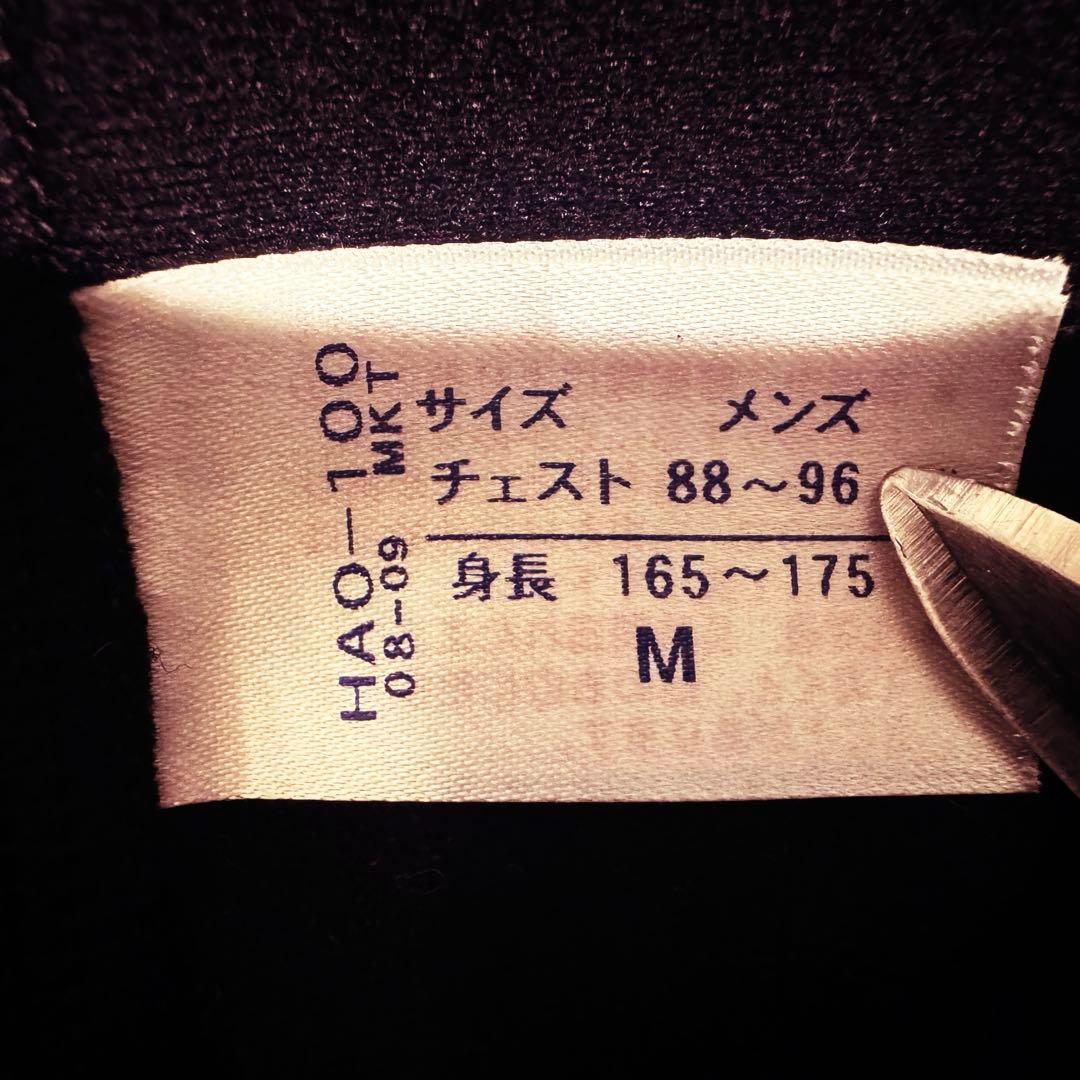 HAO-100
08-09 MKT
サイズ メンズ
チェスト 88～96
身長 165～175
M